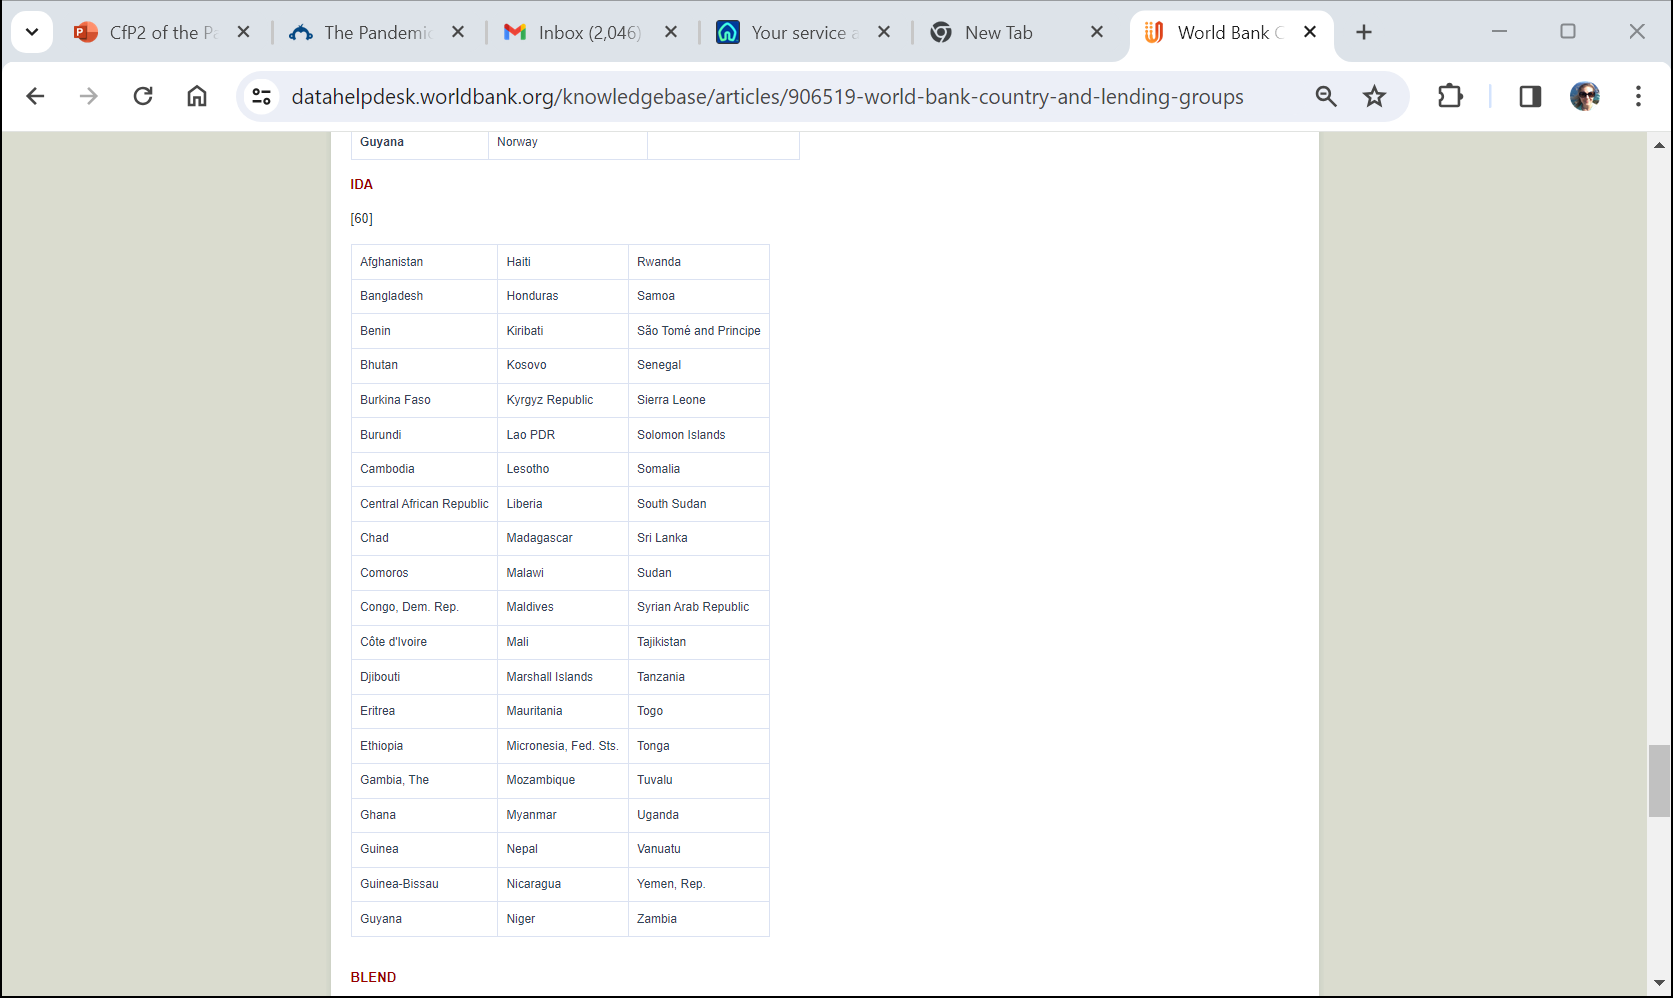 CfP2 of the Pa
The Pandemic
Inbox (2,046)
Your service a
New Tab
World Bank C
datahelpdesk.worldbank.org/knowledgebase/articles/906519-world-bank-country-and-lending-groups
Guyana Norway
IDA
[60]
Afghanistan Haiti Rwanda
Bangladesh Honduras Samoa
Benin Kiribati São Tomé and Principe
Bhutan Kosovo Senegal
Burkina Faso Kyrgyz Republic Sierra Leone
Burundi Lao PDR Solomon Islands
Cambodia Lesotho Somalia
Central African Republic Liberia South Sudan
Chad Madagascar Sri Lanka
Comoros Malawi Sudan
Congo, Dem. Rep. Maldives Syrian Arab Republic
Côte d'Ivoire Mali Tajikistan
Djibouti Marshall Islands Tanzania
Eritrea Mauritania Togo
Ethiopia Micronesia, Fed. Sts. Tonga
Gambia, The Mozambique Tuvalu
Ghana Myanmar Uganda
Guinea Nepal Vanuatu
Guinea-Bissau Nicaragua Yemen, Rep.
Guyana Niger Zambia
BLEND